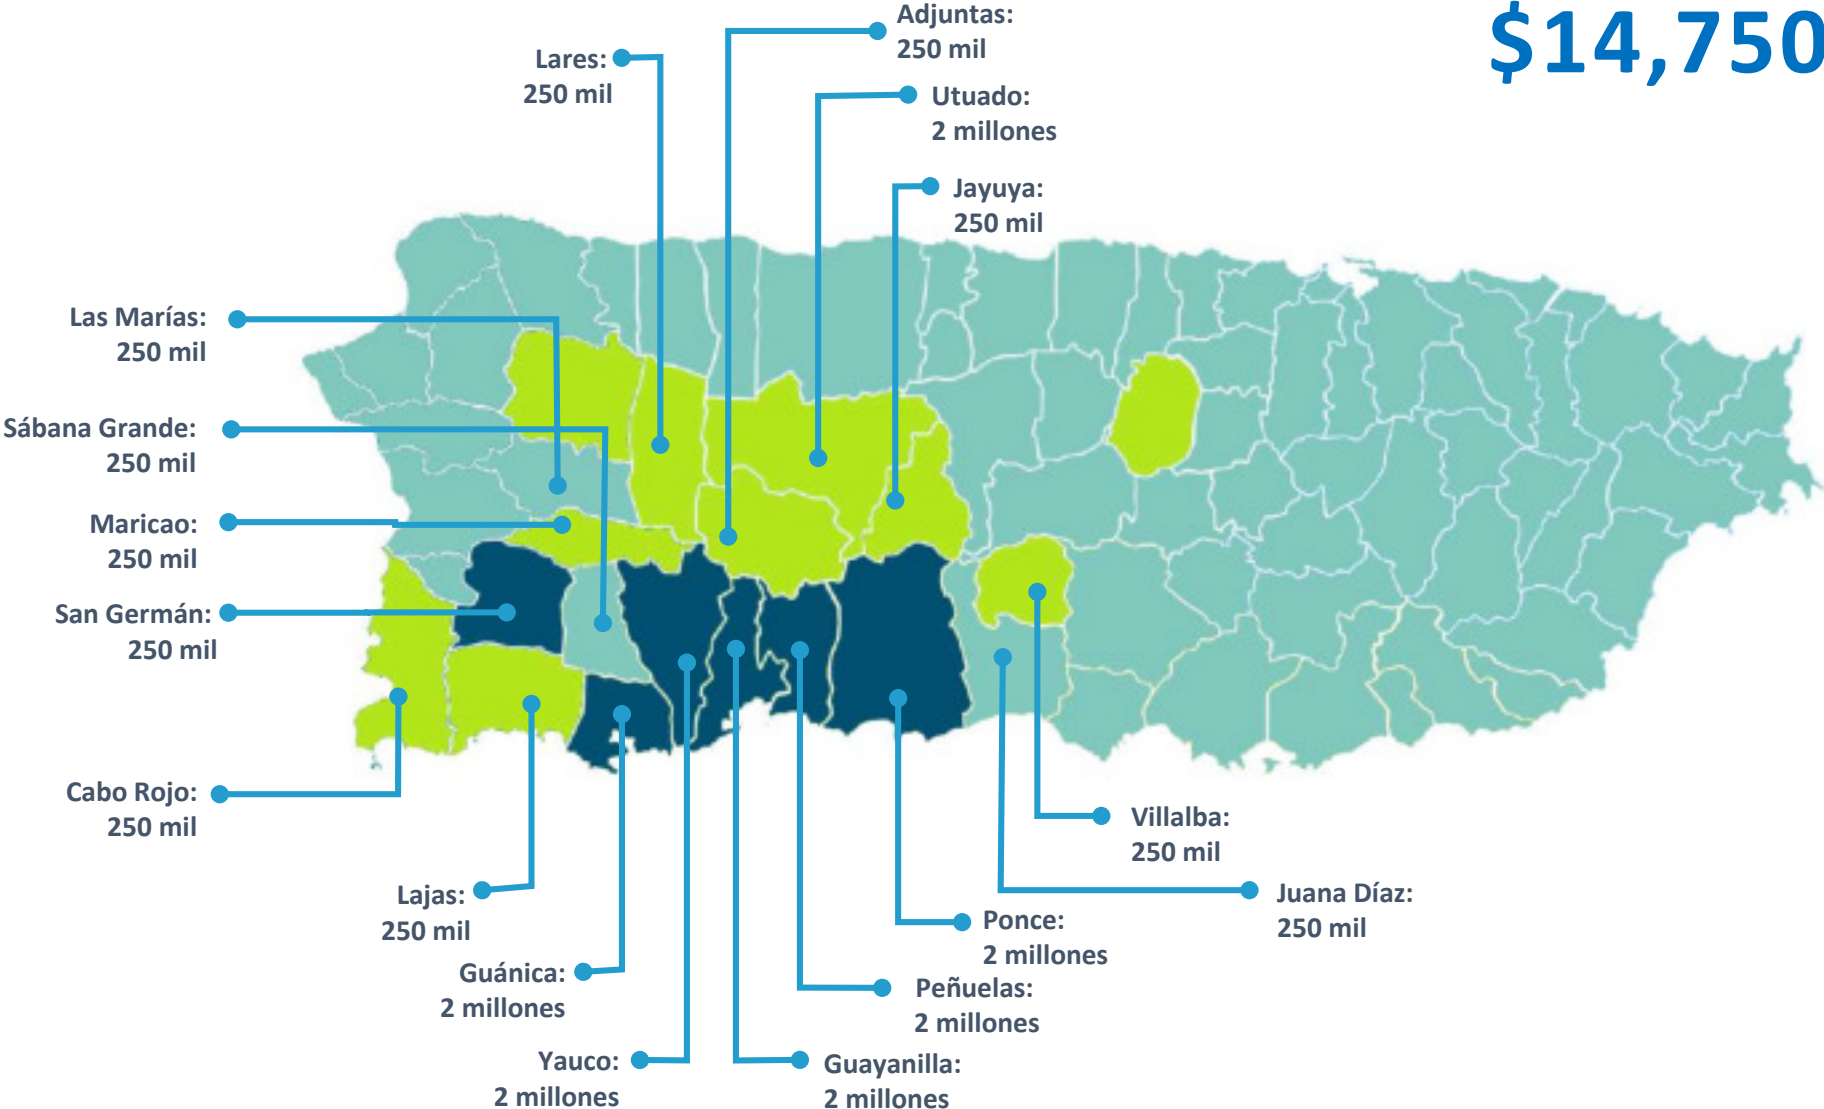 $14,750
Adjuntas:
250 mil
Lares:
250 mil
Utuado:
2 millones
Jayuya:
250 mil
Las Marías:
250 mil
Sábana Grande:
250 mil
Maricao:
250 mil
San Germán:
250 mil
Cabo Rojo:
250 mil
Lajas:
250 mil
Guánica:
2 millones
Yauco:
2 millones
Guayanilla:
2 millones
Peñuelas:
2 millones
Ponce:
2 millones
Juana Díaz:
250 mil
Villalba:
250 mil